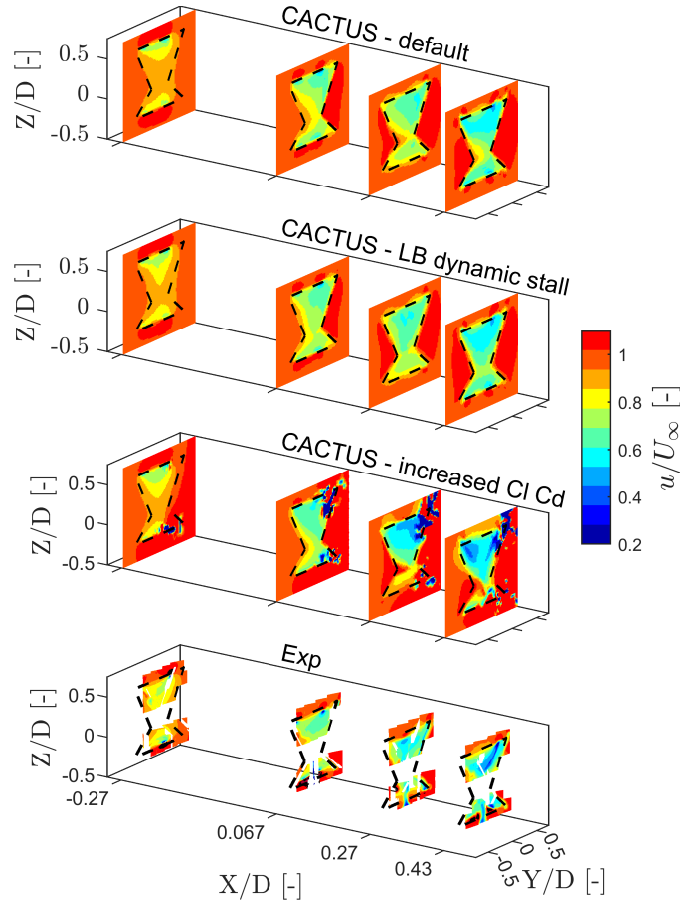 CACTUS - default
Z/D [-]
0.5
0
-0.5
CACTUS - LB dynamic stall
Z/D [-]
0.5
0
-0.5
CACTUS - increased Cl Cd
Z/D [-]
0.5
0
-0.5
1
0.8
0.6
0.4
0.2
u/U∞ [-]
Exp
Z/D [-]
0.5
0
-0.5
-0.27
0.067
0.27
0.43
X/D [-]
-0.5
0
0.5
Y/D [-]